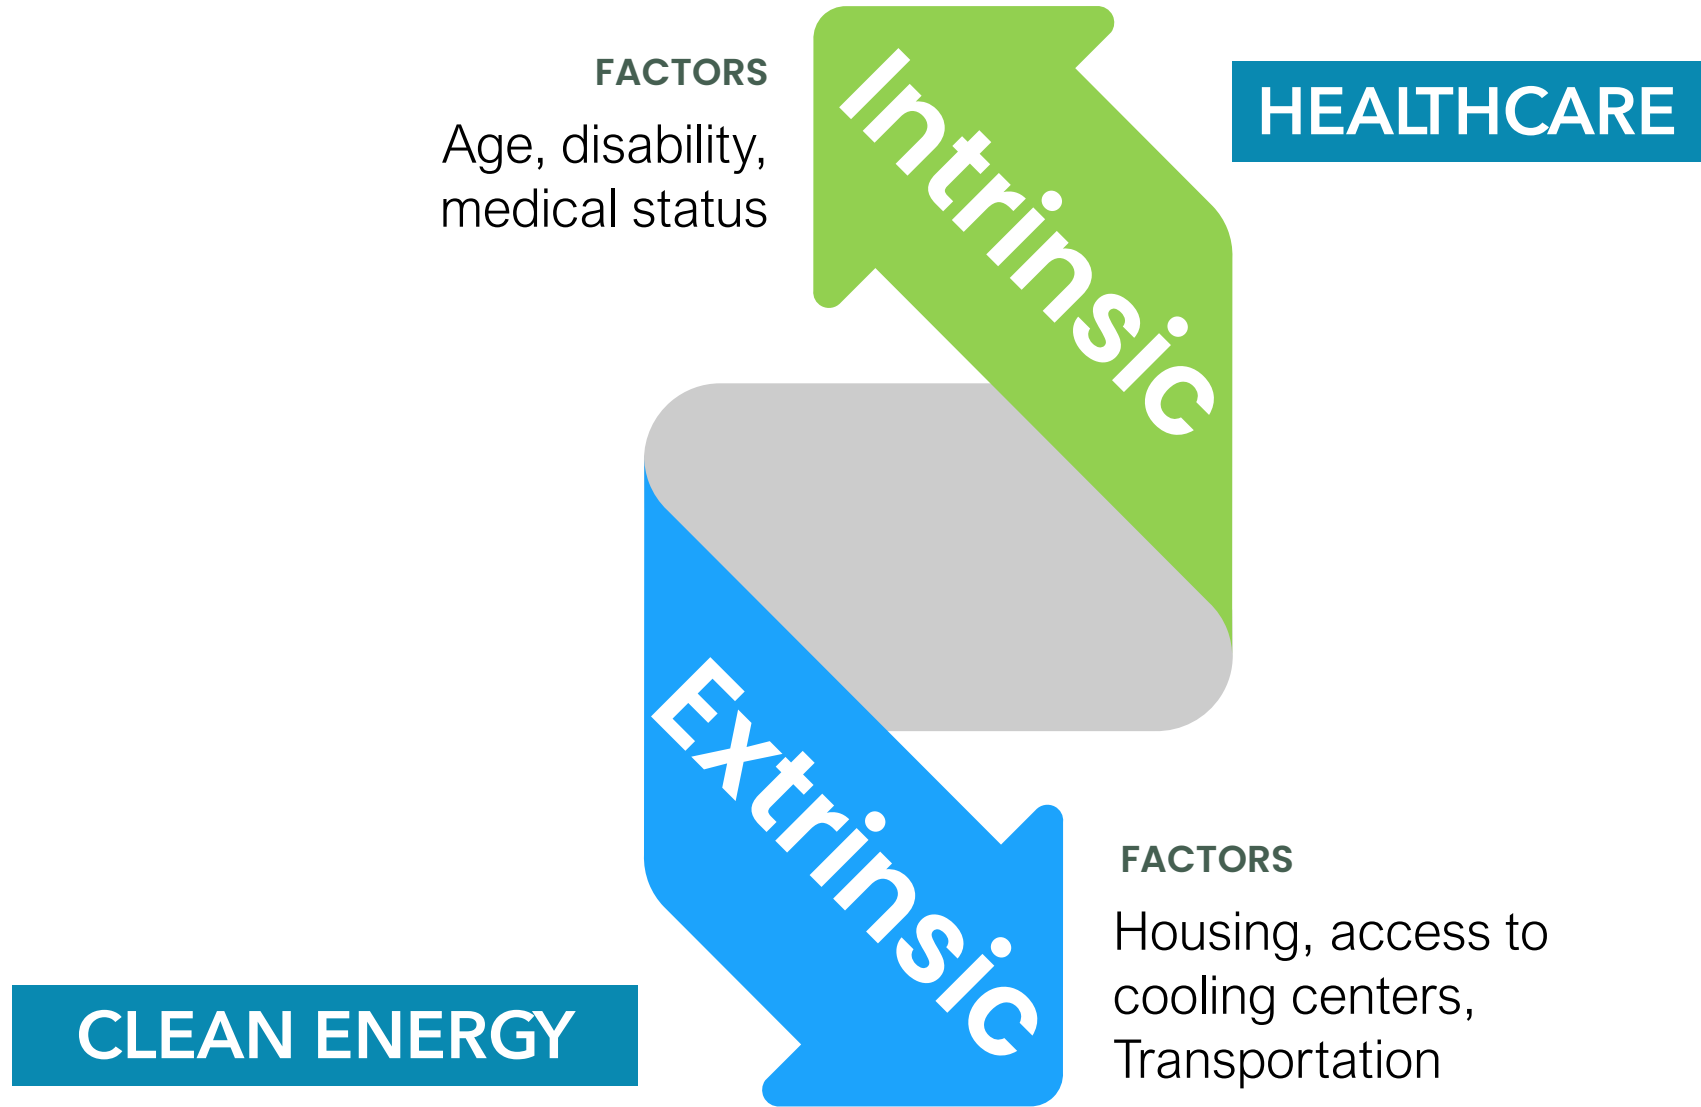 FACTORS
Age, disability,
medical status
Intrinsic
HEALTHCARE
Extrinsic
FACTORS
Housing, access to
cooling centers,
Transportation
CLEAN ENERGY